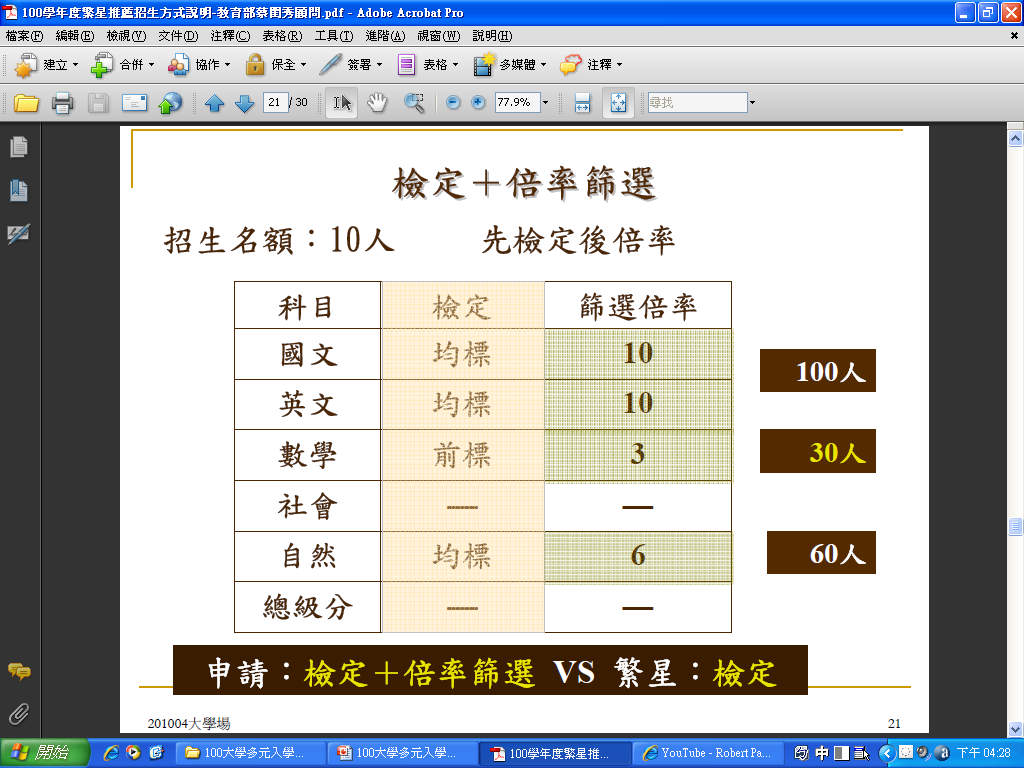 100學年度繁星推薦招生方式說明-教育部蔡閨秀顧問.pdf - Adobe Acrobat Pro
檔案(F) 編輯(E) 檢視(V) 文件(D) 注釋(C) 表格(R) 工具(T) 進階(A) 視窗(W) 說明(H)
建立 合併 協作 保全 簽署 表格 多媒體 注釋
21 / 30 77.9% 尋找
檢定＋倍率篩選
招生名額：10人 先檢定後倍率
科目 檢定 篩選倍率
國文 均標 10
100人
英文 均標 10
數學 前標 3 30人
社會 ---- —
自然 均標 6 60人
總級分 ---- —
申請：檢定＋倍率篩選 VS 繁星：檢定
201004大學場 21
開始 100大學多元入學... 100大學多元入學... 100學年度繁星推... YouTube - Robert Pa... 中 下午 04:28